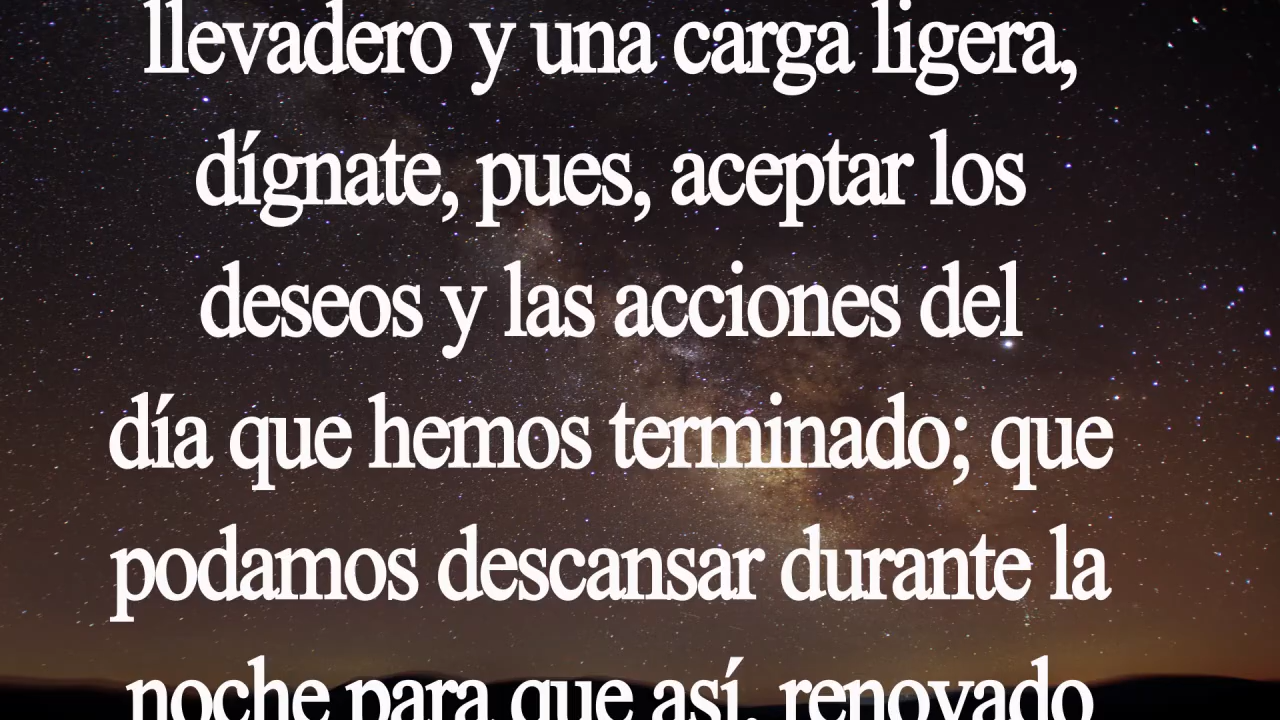 llevadero y una carga ligera,
dígnate, pues, aceptar los
deseos y las acciones del
día que hemos terminado; que
podamos descansar durante la
noche para que así, renovado